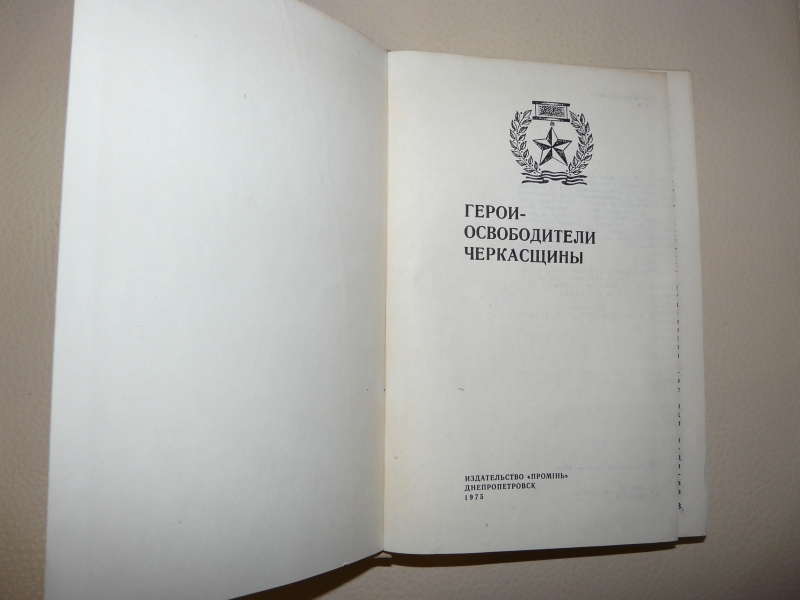 ГЕРОИ-
ОСВОБОДИТЕЛИ
ЧЕРКАСЩИНЫ
ИЗДАТЕЛЬСТВО «ПРОМІНЬ»
ДНЕПРОПЕТРОВСК
1975